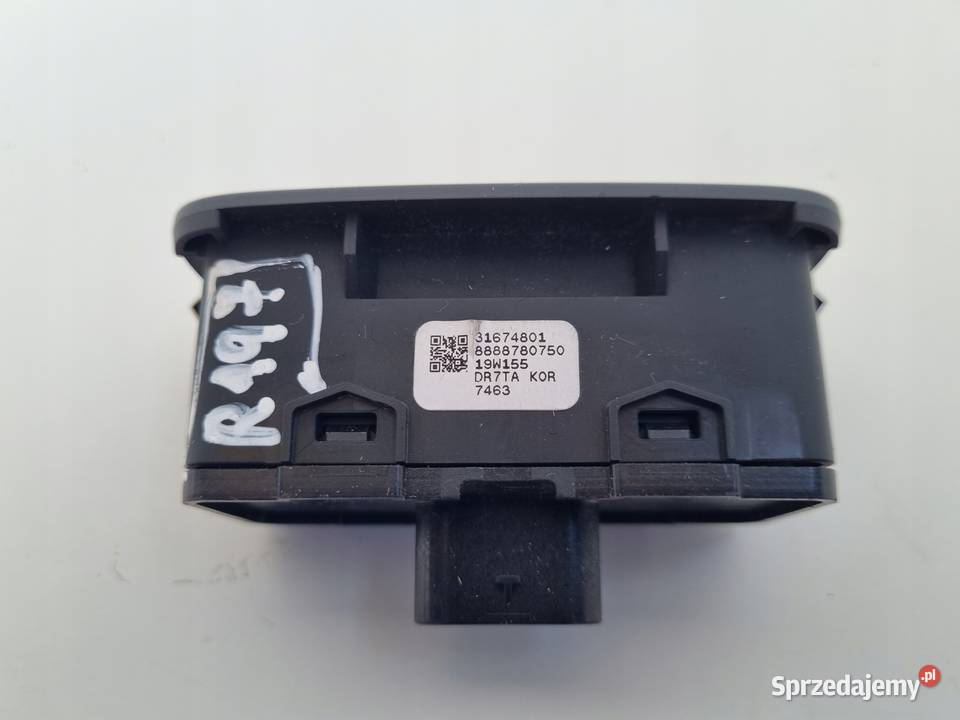 R197
31674801
8888780750
19W155
DR7TA KOR
7463
Sprzedajemy.pl